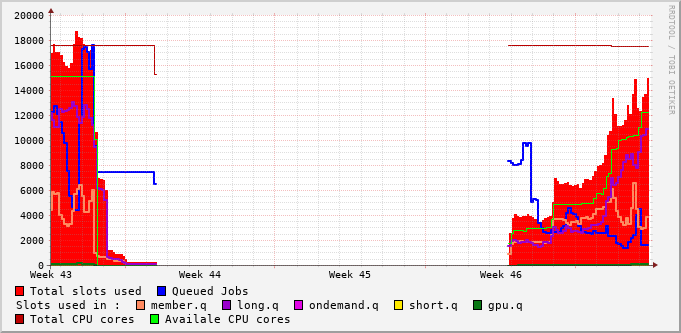 20000
18000
16000
14000
12000
10000
8000
6000
4000
2000
0
Week 43 Week 44 Week 45 Week 46
RRDTOOL / TOBI OETIKER
Total slots used Queued Jobs
Slots used in : member.q long.q ondemand.q short.q gpu.q
Total CPU cores Availale CPU cores